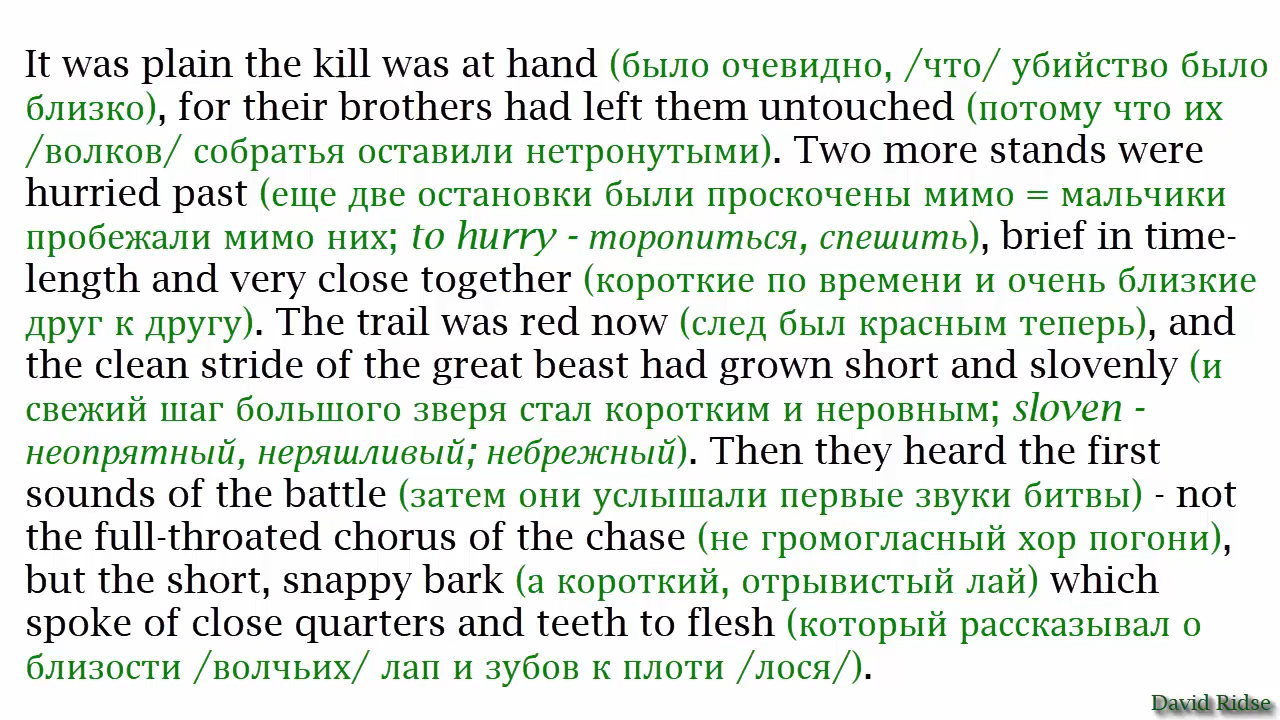 It was plain the kill was at hand (было очевидно, /что/ убийство было
близко), for their brothers had left them untouched (потому что их
/волков/ собратья оставили нетронутыми). Two more stands were
hurried past (еще две остановки были проскочены мимо = мальчики
пробежали мимо них; to hurry - торопиться, спешить), brief in time-
length and very close together (короткие по времени и очень близкие
друг к другу). The trail was red now (след был красным теперь), and
the clean stride of the great beast had grown short and slovenly (и
свежий шаг большого зверя стал коротким и неровным; sloven -
неопрятный, неряшливый; небрежный). Then they heard the first
sounds of the battle (затем они услышали первые звуки битвы) - not
the full-throated chorus of the chase (не громогласный хор погони),
but the short, snappy bark (а короткий, отрывистый лай) which
spoke of close quarters and teeth to flesh (который рассказывал о
близости /волчьих/ лап и зубов к плоти /лося/).
David Ridse